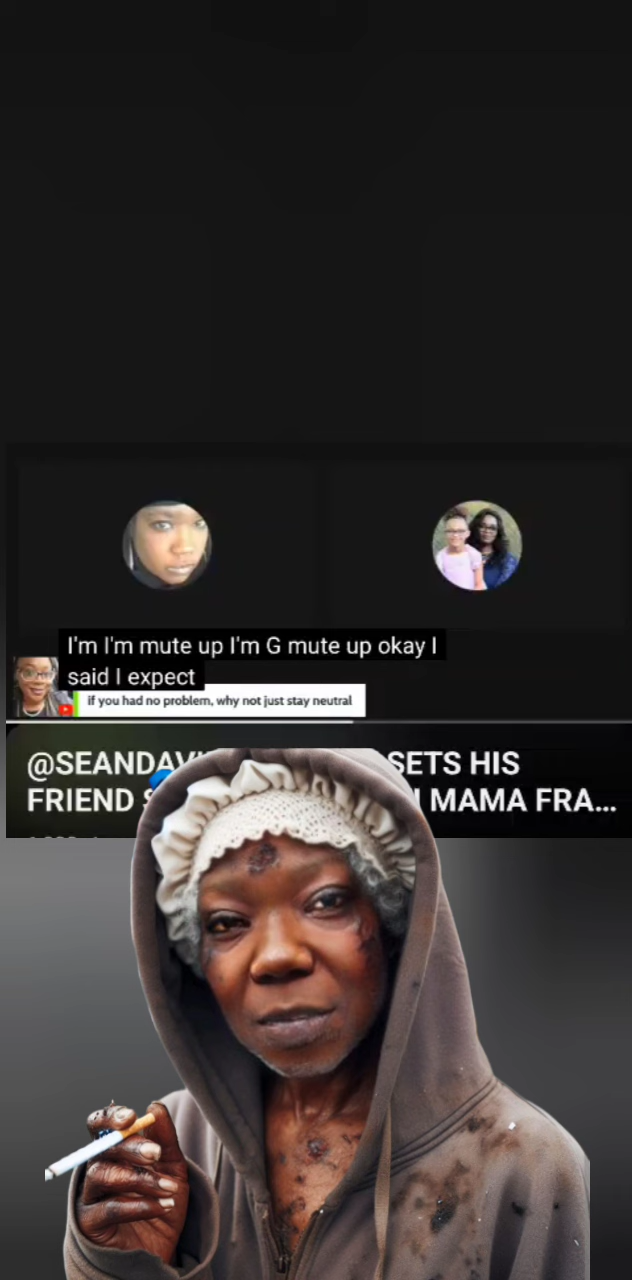 I'm I'm mute up I'm G mute up okay I
said I expect
if you had no problem, why not just stay neutral
@SEANDAV SETS HIS
FRIEND MAMA FRA...